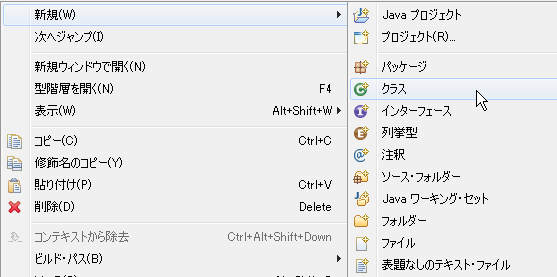 新規(W)
次へジャンプ(I)
新規ウィンドウで開く(N)
型階層を開く(N) F4
表示(W) Alt+Shift+W
コピー(C) Ctrl+C
修飾名のコピー(Y)
貼り付け(P) Ctrl+V
削除(D) Delete
コンテキストから除去 Ctrl+Alt+Shift+Down
ビルド・パス(B)
Java プロジェクト
プロジェクト(R)...
パッケージ
クラス
インターフェース
列挙型
注釈
ソース・フォルダー
Java ワーキング・セット
フォルダー
ファイル
表題なしのテキスト・ファイル